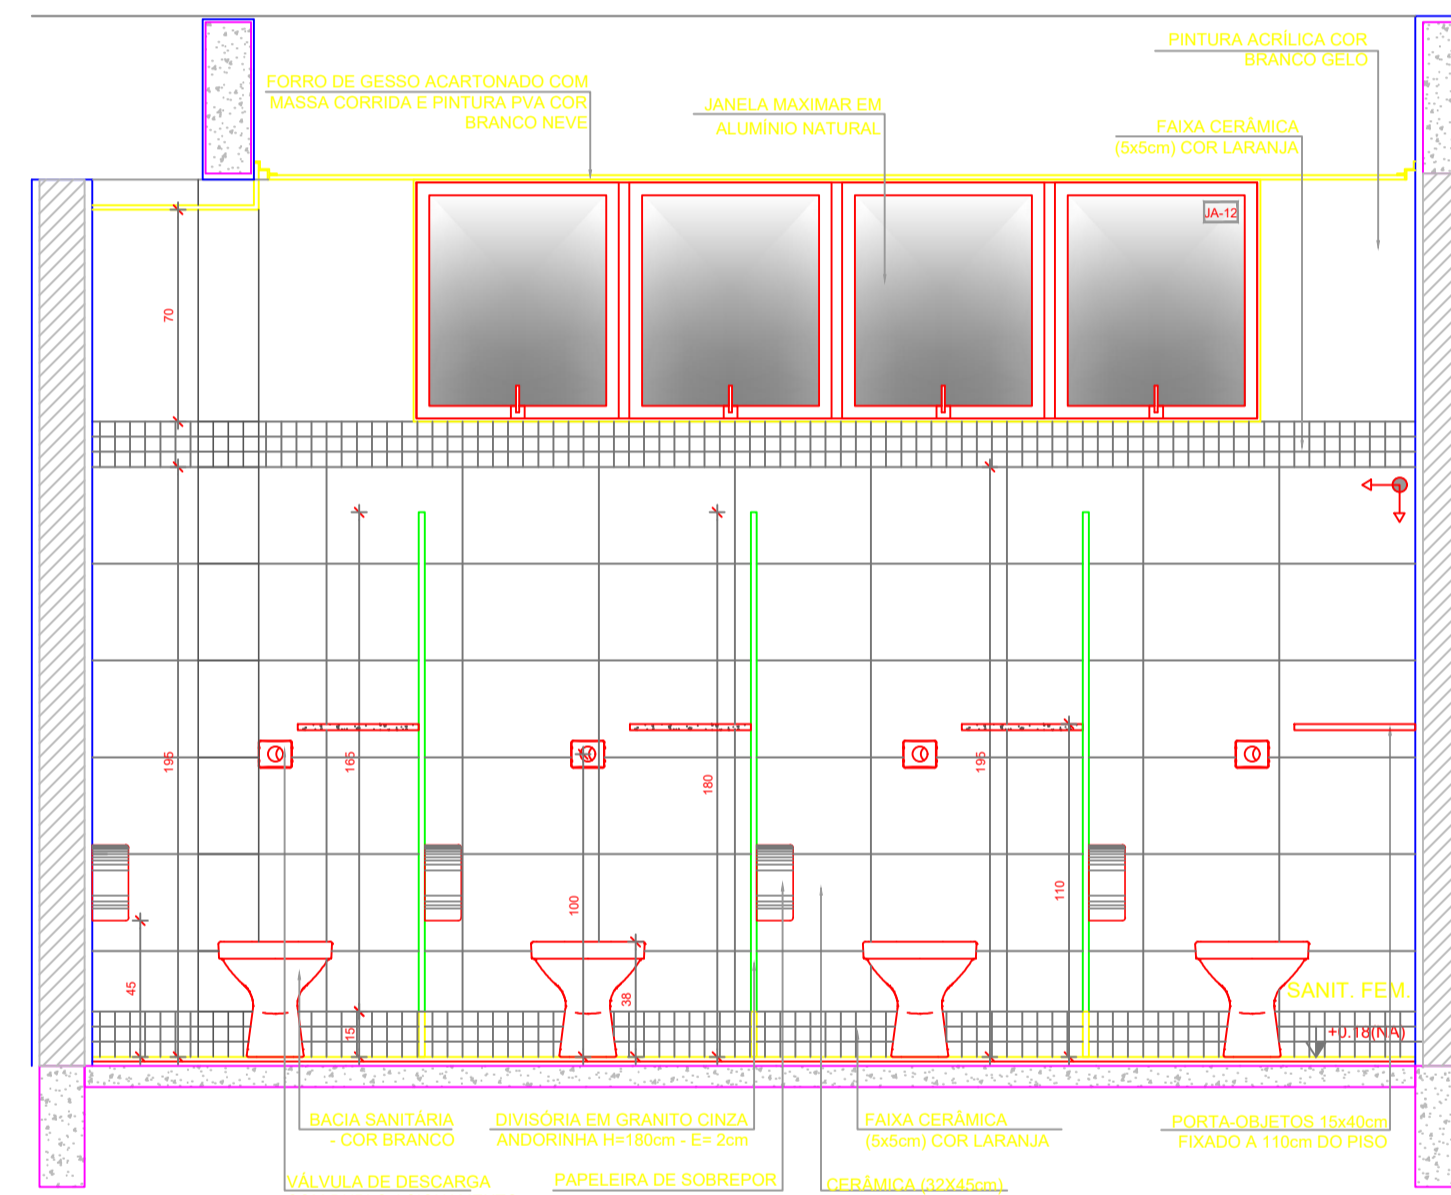 PINTURA ACRÍLICA COR
BRANCO GELO
FORRO DE GESSO ACARTONADO COM
MASSA CORRIDA E PINTURA PVA COR
BRANCO NEVE
JANELA MAXIMAR EM
ALUMÍNIO NATURAL
FAIXA CERÂMICA
(5x5cm) COR LARANJA
JA-12
70
195
165
180
195
100
110
45
38
15
SANIT. FEM.
+0.18(NA)
BACIA SANITÁRIA
- COR BRANCO
DIVISÓRIA EM GRANITO CINZA
ANDORINHA H=180cm - E= 2cm
FAIXA CERÂMICA
(5x5cm) COR LARANJA
PORTA-OBJETOS 15x40cm
FIXADO A 110cm DO PISO
VÁLVULA DE DESCARGA
PAPELEIRA DE SOBREPOR
CERÂMICA (32X45cm)